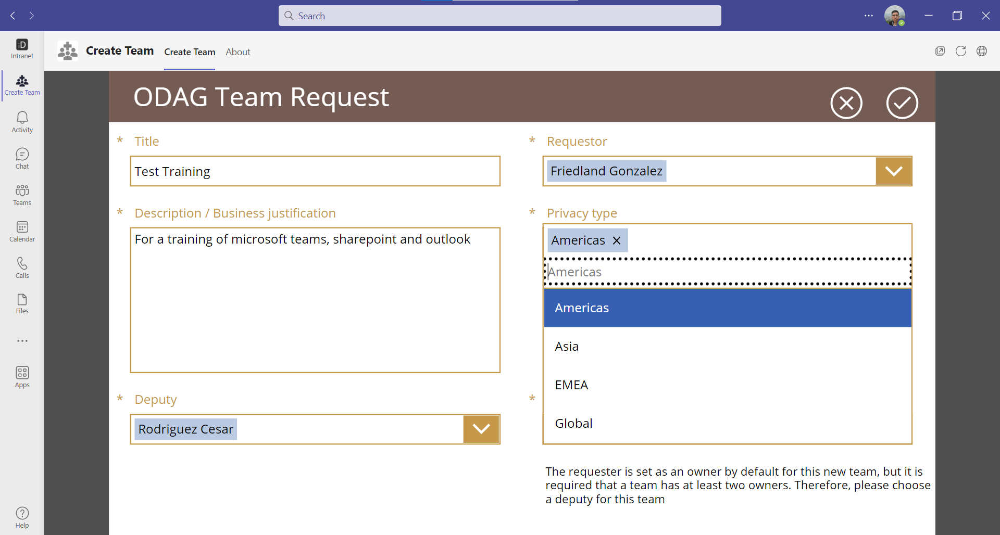 Search
iD
Intranet
Create Team
Create Team
About
Create Team
Activity
Chat
Teams
Calendar
Calls
Files
Apps
Help
ODAG Team Request
* Title
Test Training
* Requestor
Friedland Gonzalez
* Description / Business justification
For a training of microsoft teams, sharepoint and outlook
* Privacy type
Americas
Americas
Americas
Asia
EMEA
Global
* Deputy
Rodriguez Cesar
*
The requester is set as an owner by default for this new team, but it is
required that a team has at least two owners. Therefore, please choose
a deputy for this team